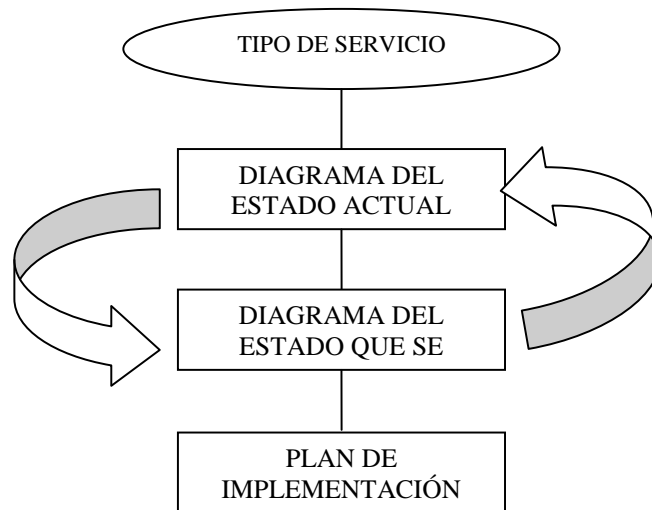 TIPO DE SERVICIO
DIAGRAMA DEL
ESTADO ACTUAL
DIAGRAMA DEL
ESTADO QUE SE
PLAN DE
IMPLEMENTACIÓN